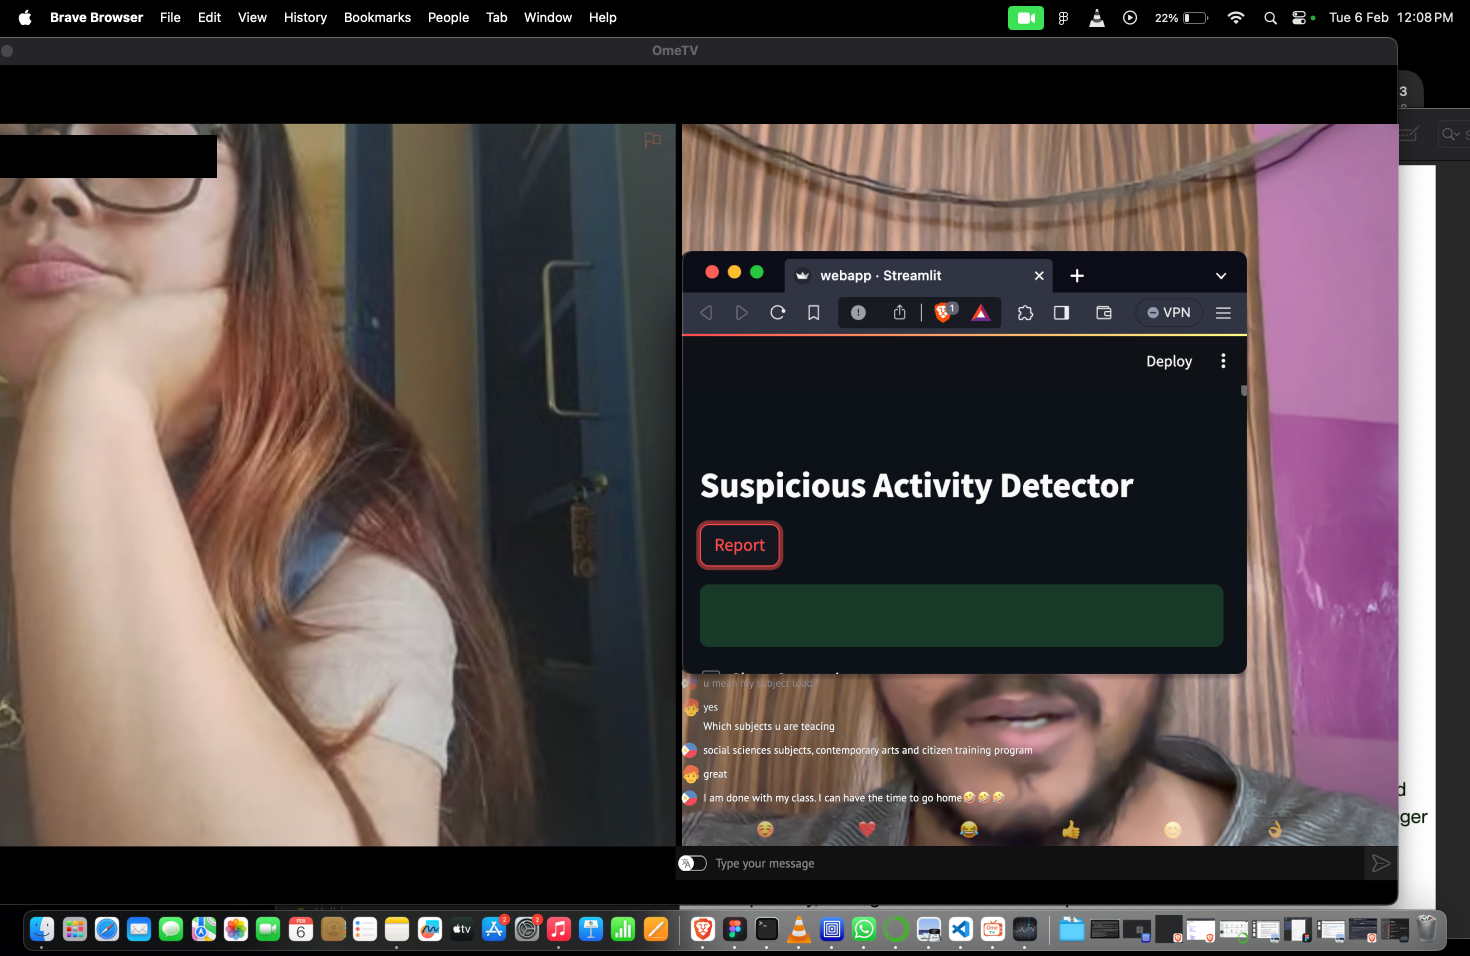 Brave Browser File Edit View History Bookmarks People Tab Window Help 22% Tue 6 Feb 12:08 PM
OmeTV
3
webapp · Streamlit
1 VPN
Deploy
Suspicious Activity Detector
Report
u mean my subject load?
yes
Which subjects u are teacing
social sciences subjects, contemporary arts and citizen training program
great
I am done with my class. I can have the time to go home🤣🤣🤣
d
ger
Type your message
FEB
6
tv
2
2